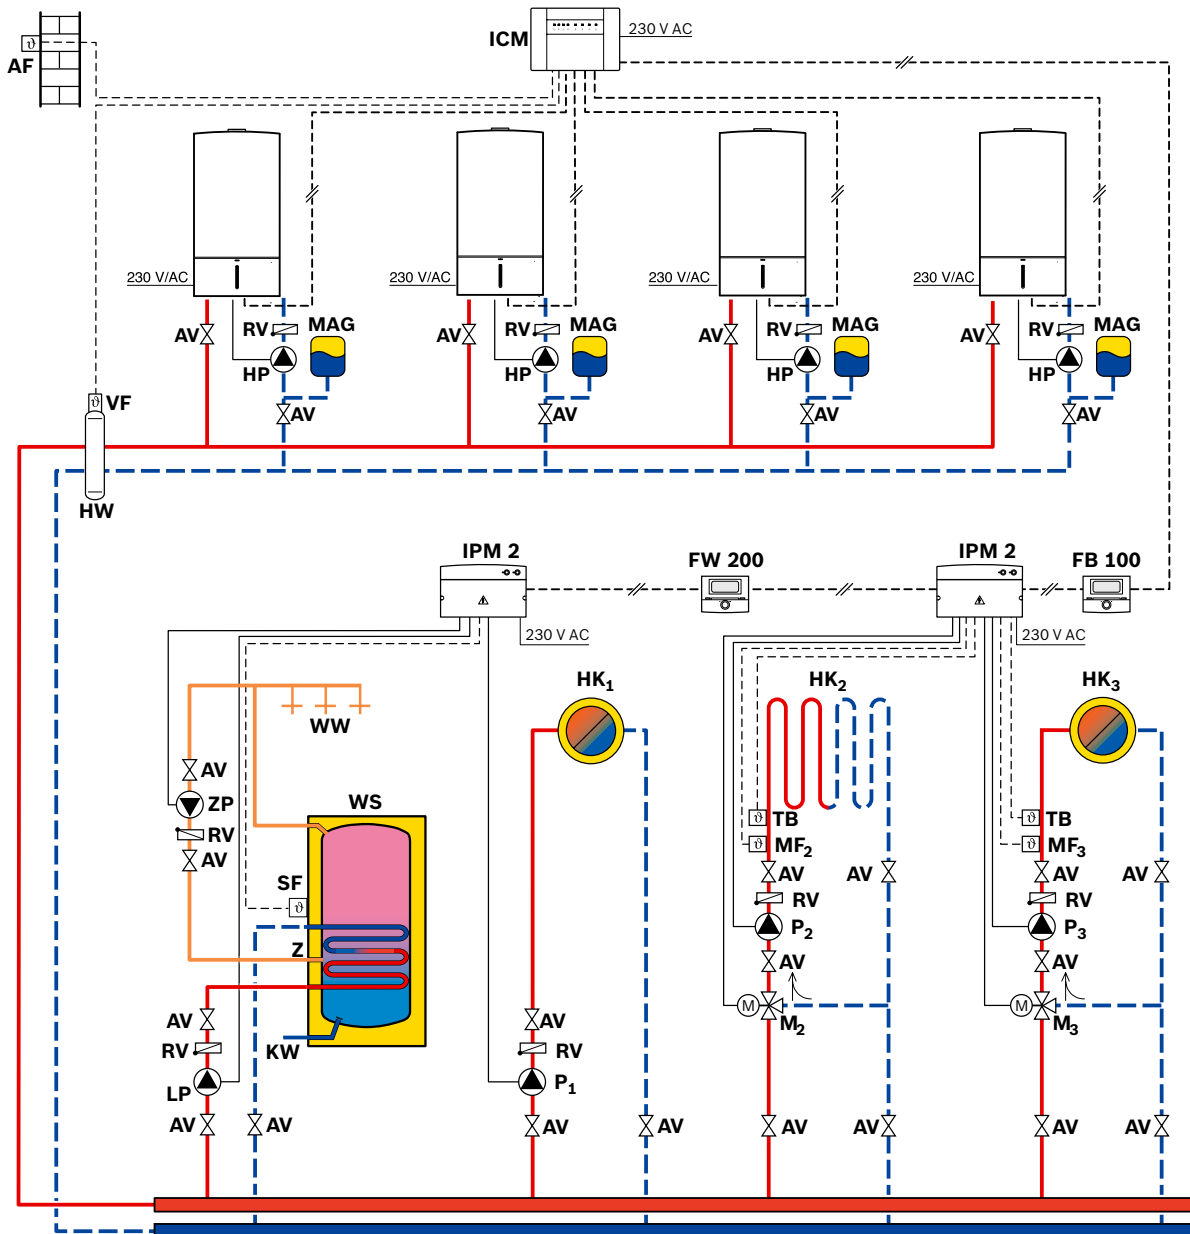 ICM
230 V AC
ϑ
AF
230 V/AC
230 V/AC
230 V/AC
230 V/AC
AV
RV
MAG
HP
AV
AV
RV
MAG
HP
AV
AV
RV
MAG
HP
AV
AV
RV
MAG
HP
AV
ϑ VF
HW
IPM 2
FW 200
IPM 2
FB 100
230 V AC
230 V AC
HK1
HK2
HK3
WW
AV
ZP
RV
AV
WS
SF
ϑ
Z
KW
AV
RV
LP
AV
AV
AV
RV
P1
AV
AV
ϑ TB
ϑ MF2
AV
RV
P2
AV
M
M2
AV
AV
AV
ϑ TB
ϑ MF3
AV
RV
P3
AV
M
M3
AV
AV
AV